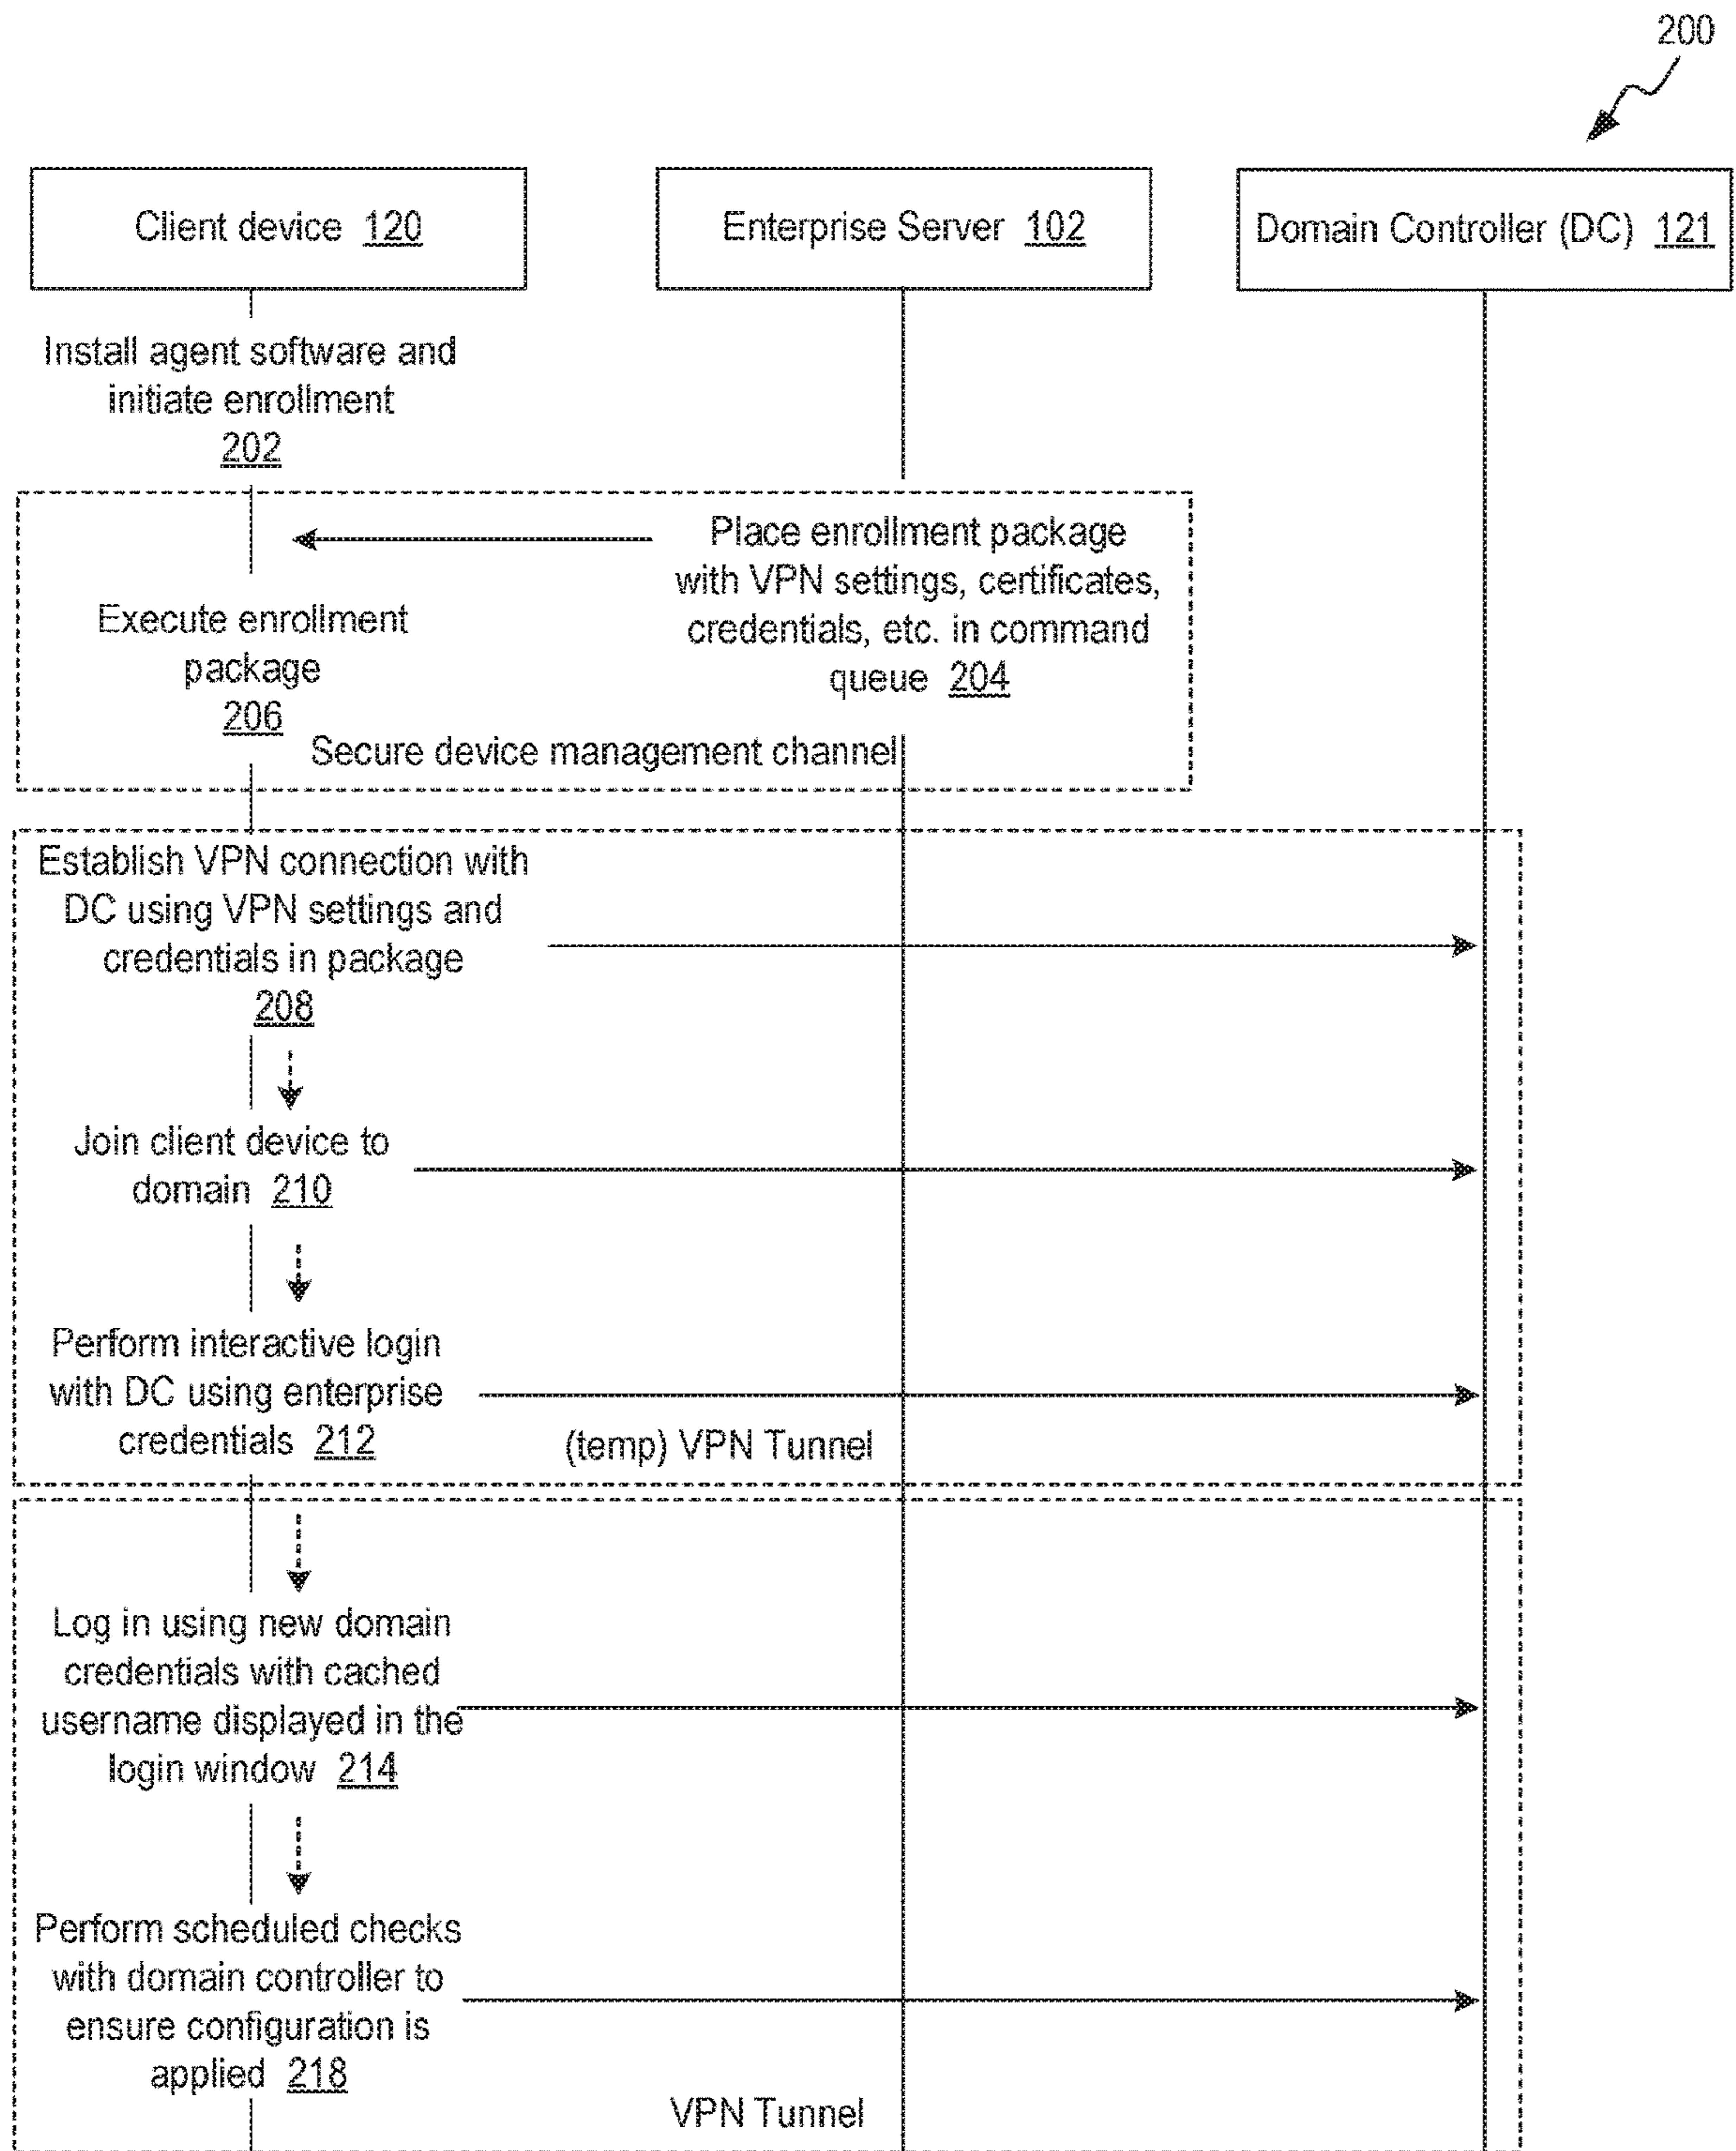 200
Client device 120
Enterprise Server 102
Domain Controller (DC) 121
Install agent software and
initiate enrollment
202
Place enrollment package
with VPN settings, certificates,
credentials, etc. in command
queue 204
Execute enrollment
package
206
Secure device management channel
Establish VPN connection with
DC using VPN settings and
credentials in package
208
Join client device to
domain 210
Perform interactive login
with DC using enterprise
credentials 212
(temp) VPN Tunnel
Log in using new domain
credentials with cached
username displayed in the
login window 214
Perform scheduled checks
with domain controller to
ensure configuration is
applied 218
VPN Tunnel